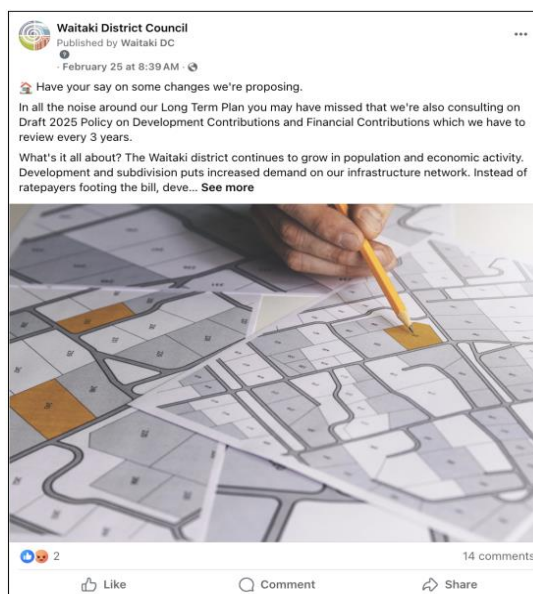 Waitaki District Council
Published by Waitaki DC
· February 25 at 8:39 AM ·
🏠 Have your say on some changes we're proposing.
In all the noise around our Long Term Plan you may have missed that we're also consulting on
Draft 2025 Policy on Development Contributions and Financial Contributions which we have to
review every 3 years.
What's it all about? The Waitaki district continues to grow in population and economic activity.
Development and subdivision puts increased demand on our infrastructure network. Instead of
ratepayers footing the bill, deve... See more
2
14 comments
Like
Comment
Share